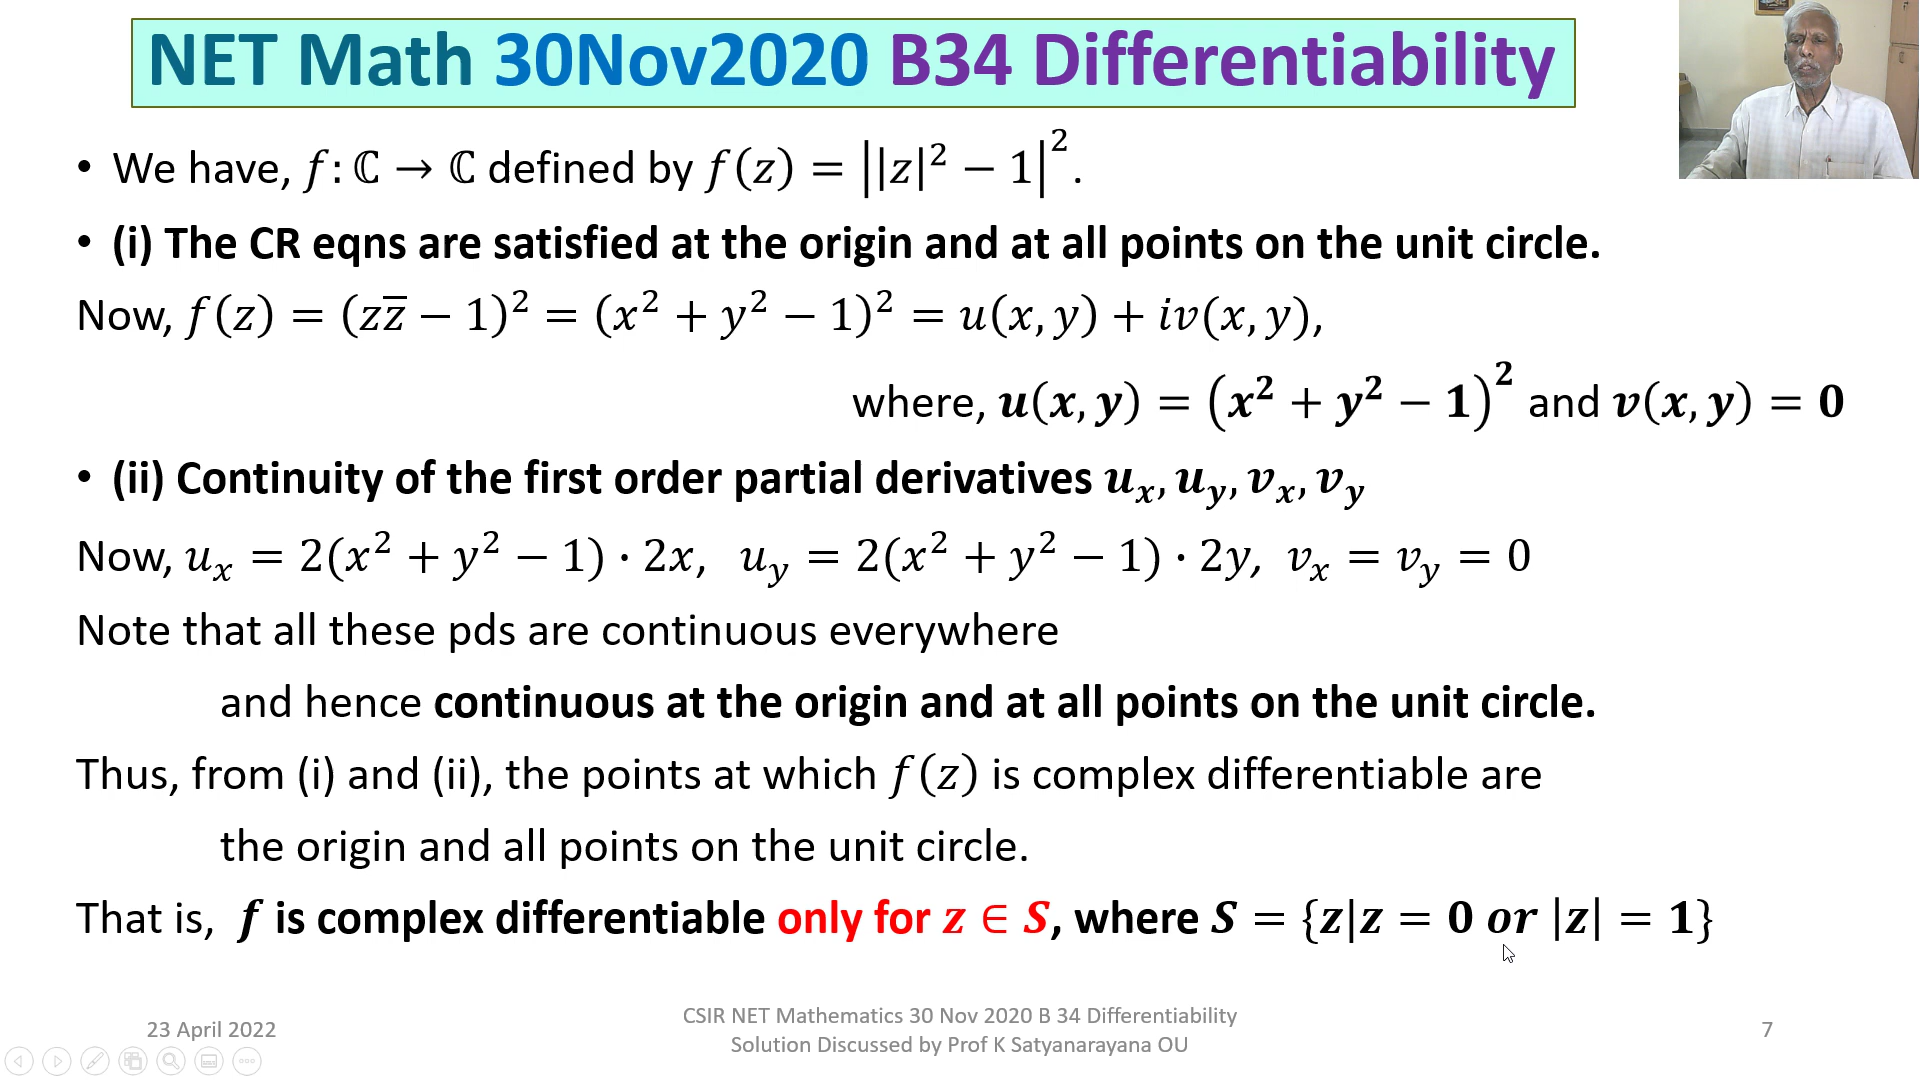 NET Math 30Nov2020 B34 Differentiability
• We have, f: ℂ → ℂ defined by f(z) = ||z|² − 1|².
• (i) The CR eqns are satisfied at the origin and at all points on the unit circle.
Now, f(z) = (zz̅ − 1)² = (x² + y² − 1)² = u(x, y) + iv(x, y),
where, u(x, y) = (x² + y² − 1)² and v(x, y) = 0
• (ii) Continuity of the first order partial derivatives uₓ, u_y, vₓ, v_y
Now, uₓ = 2(x² + y² − 1) · 2x, u_y = 2(x² + y² − 1) · 2y, vₓ = v_y = 0
Note that all these pds are continuous everywhere
and hence continuous at the origin and at all points on the unit circle.
Thus, from (i) and (ii), the points at which f(z) is complex differentiable are
the origin and all points on the unit circle.
That is, f is complex differentiable only for z ∈ S, where S = {z|z = 0 or |z| = 1}
23 April 2022
CSIR NET Mathematics 30 Nov 2020 B 34 Differentiability
Solution Discussed by Prof K Satyanarayana OU
7